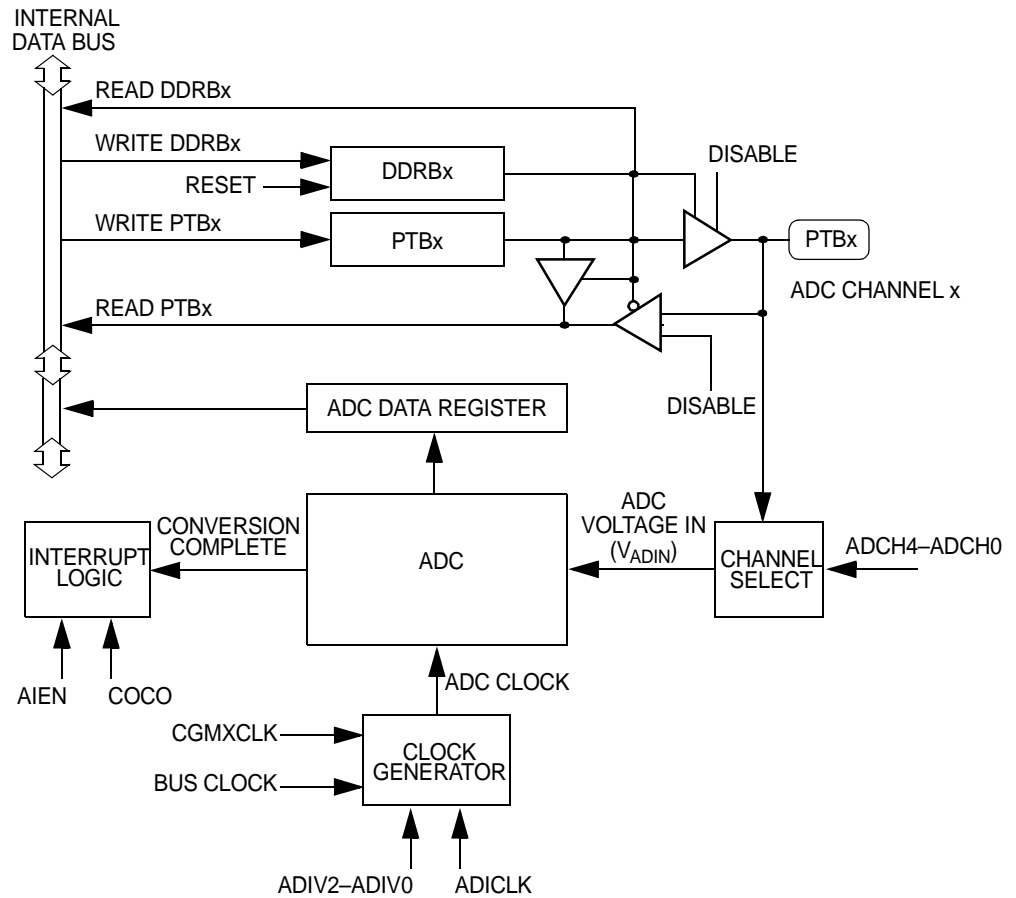 INTERNAL
DATA BUS
READ DDRBx
WRITE DDRBx
DDRBx
DISABLE
RESET
WRITE PTBx
PTBx
PTBx
ADC CHANNEL x
READ PTBx
DISABLE
ADC DATA REGISTER
INTERRUPT
LOGIC
CONVERSION
COMPLETE
ADC
ADC
VOLTAGE IN
(VADIN)
CHANNEL
SELECT
ADCH4–ADCH0
AIEN
COCO
ADC CLOCK
CGMXCLK
CLOCK
GENERATOR
BUS CLOCK
ADIV2–ADIV0
ADICLK